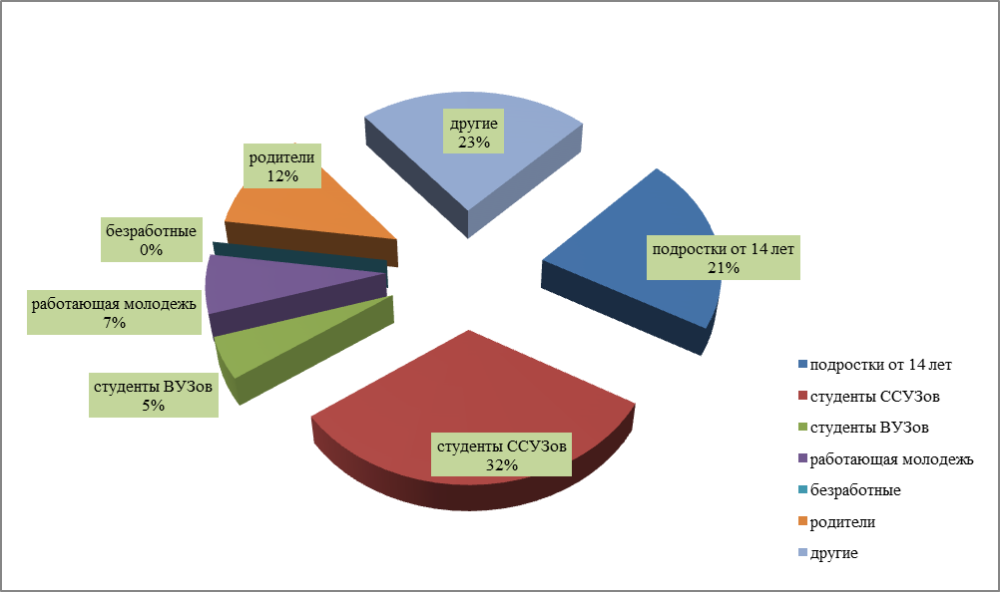 другие
23%
родители
12%
безработные
0%
подростки от 14 лет
21%
работающая молодежь
7%
студенты ВУЗов
5%
студенты ССУЗов
32%
подростки от 14 лет
студенты ССУЗов
студенты ВУЗов
работающая молодежь
безработные
родители
другие